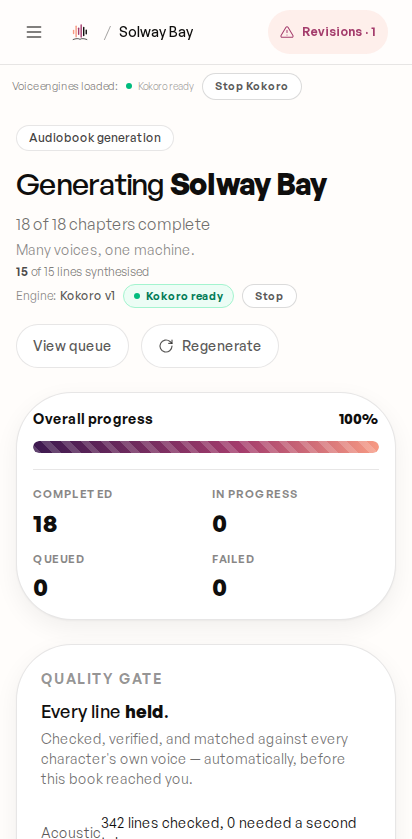 / Solway Bay
Revisions · 1
Voice engines loaded: Kokoro ready Stop Kokoro
Audiobook generation
Generating Solway Bay
18 of 18 chapters complete
Many voices, one machine.
15 of 15 lines synthesised
Engine: Kokoro v1 Kokoro ready Stop
View queue Regenerate
Overall progress 100%
COMPLETED IN PROGRESS
18 0
QUEUED FAILED
0 0
QUALITY GATE
Every line held.
Checked, verified, and matched against every
character's own voice — automatically, before
this book reached you.
Acoustic 342 lines checked, 0 needed a second